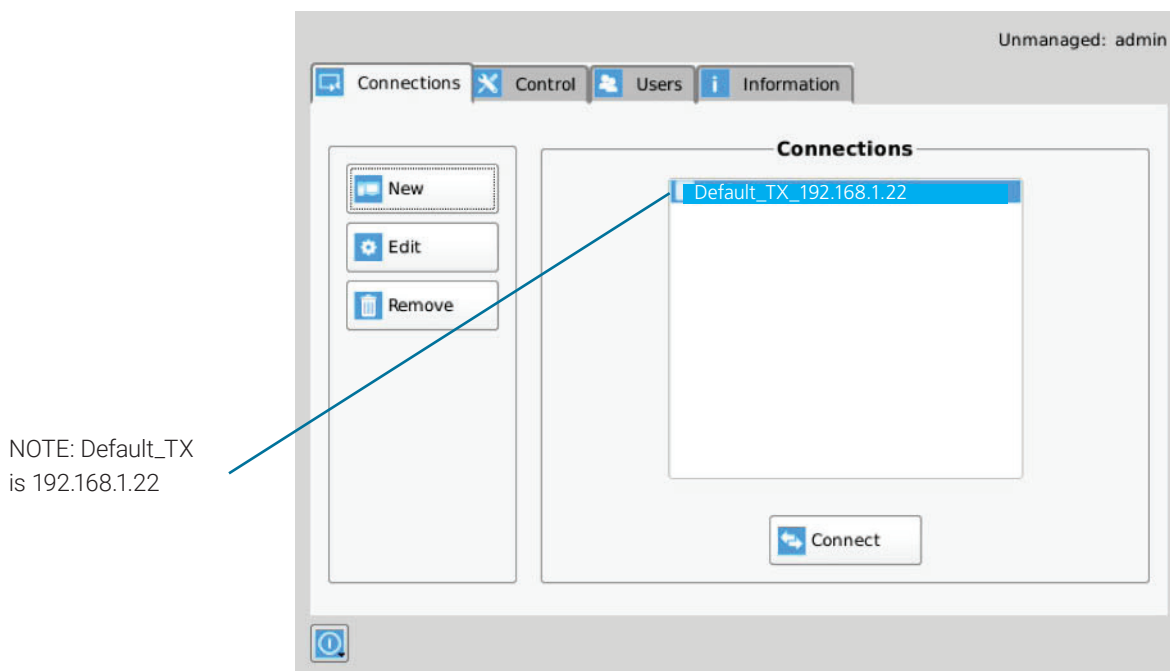 Unmanaged: admin
Connections Control Users Information
Connections
New
Default_TX_192.168.1.22
Edit
Remove
NOTE: Default_TX
is 192.168.1.22
Connect